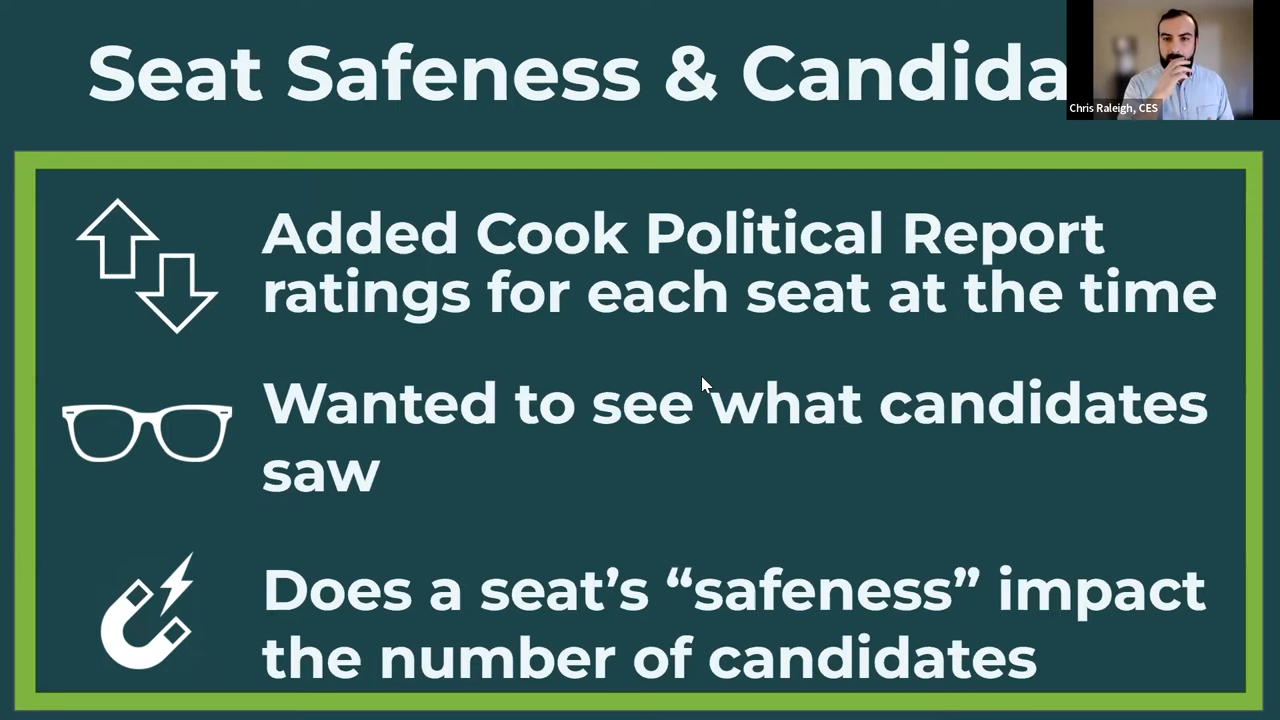 Seat Safeness & Candida
Chris Raleigh, CES
Added Cook Political Report
ratings for each seat at the time
Wanted to see what candidates
saw
Does a seat’s “safeness” impact
the number of candidates